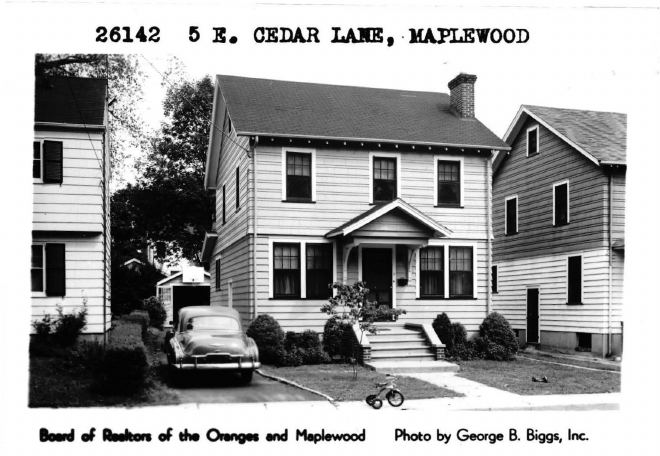 26142 5 E. CEDAR LANE, MAPLEWOOD
Board of Realtors of the Oranges and Maplewood Photo by George B. Biggs, Inc.